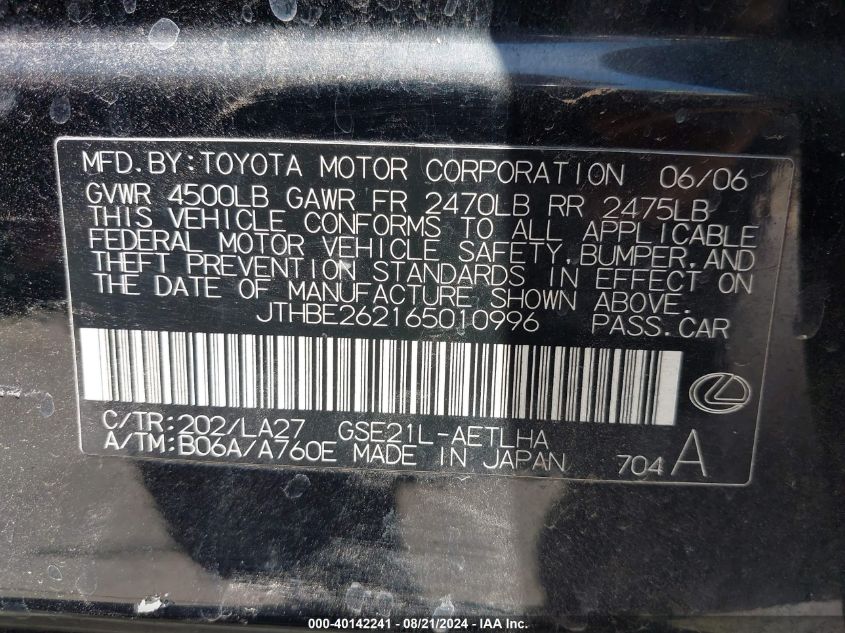 MFD.BY:TOYOTA MOTOR CORPORATION 06/06
GVWR 4500LB GAWR FR 2470LB RR 2475LB
THIS VEHICLE CONFORMS TO ALL APPLICABLE
FEDERAL MOTOR VEHICLE SAFETY,BUMPER,AND
THEFT PREVENTION STANDARDS IN EFFECT ON
THE DATE OF MANUFACTURE SHOWN ABOVE.
JTHBE262165010996 PASS.CAR
C/TR:202/LA27 GSE21L-AETLHA
A/TM:B06A/A760E MADE IN JAPAN 704 A
000-40142241 - 08/21/2024 - IAA Inc.